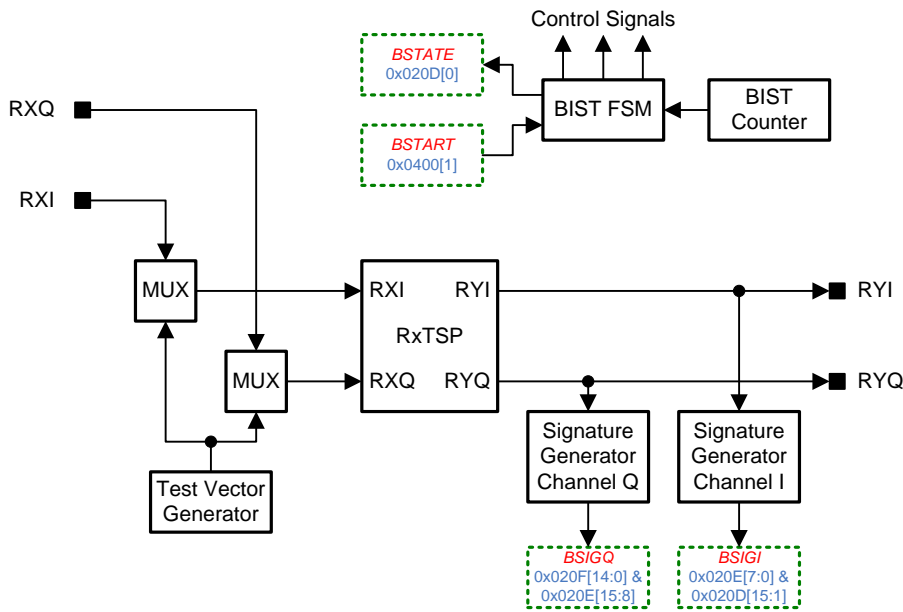 Control Signals
BSTATE
0x020D[0]
BSTART
0x0400[1]
BIST FSM
BIST
Counter
RXQ
RXI
MUX
MUX
RXI
RYI
RxTSP
RXQ
RYQ
RYI
RYQ
Test Vector
Generator
Signature
Generator
Channel Q
Signature
Generator
Channel I
BSIGQ
0x020F[14:0] &
0x020E[15:8]
BSIGI
0x020E[7:0] &
0x020D[15:1]